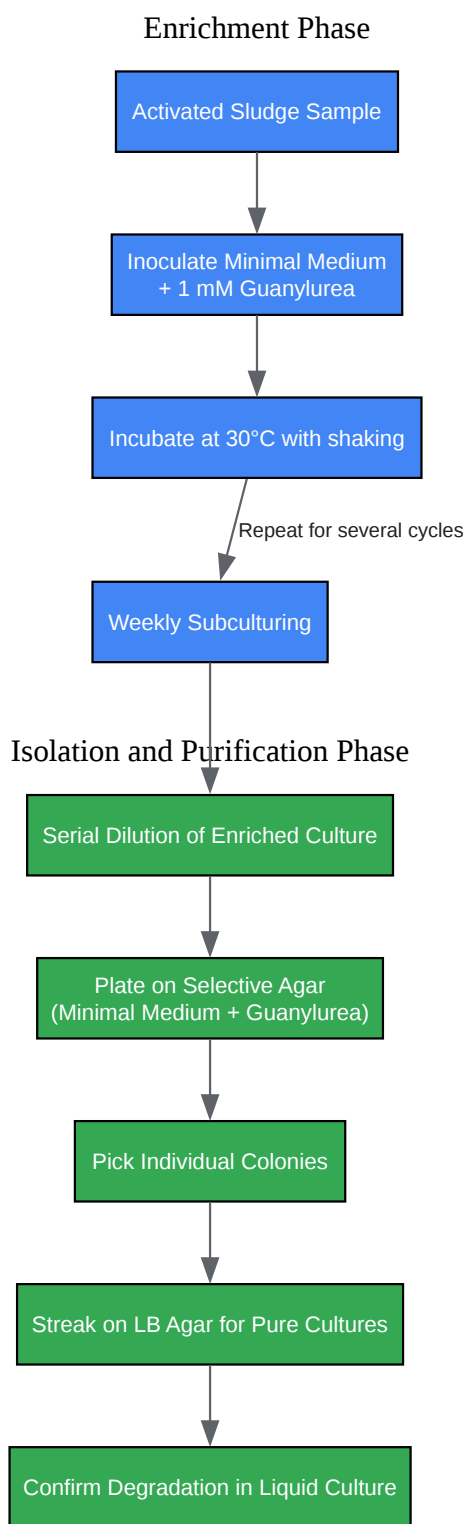 Enrichment Phase
Activated Sludge Sample
Inoculate Minimal Medium
+ 1 mM Guanylurea
Incubate at 30°C with shaking
Repeat for several cycles
Weekly Subculturing
Isolation and Purification Phase
Serial Dilution of Enriched Culture
Plate on Selective Agar
(Minimal Medium + Guanylurea)
Pick Individual Colonies
Streak on LB Agar for Pure Cultures
Confirm Degradation in Liquid Culture